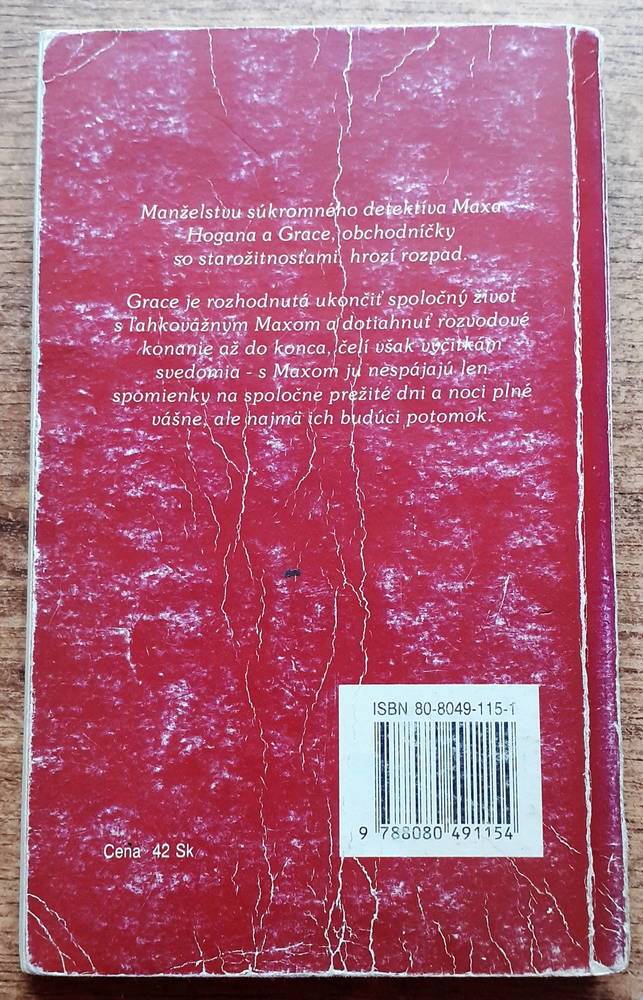 Manželstvu súkromného detektíva Maxa
Hogana a Grace, obchodníčky
so starožitnosťami, hrozí rozpad.
Grace je rozhodnutá ukončiť spoločný život
s ľahkovážnym Maxom a dotiahnuť rozvodové
konanie až do konca, čelí však výčitkám
svedomia - s Maxom ju nespájajú len
spomienky na spoločne prežité dni a noci plné
vášne, ale najmä ich budúci potomok.
ISBN 80-8049-115-1
9 788080 491154
Cena 42 Sk